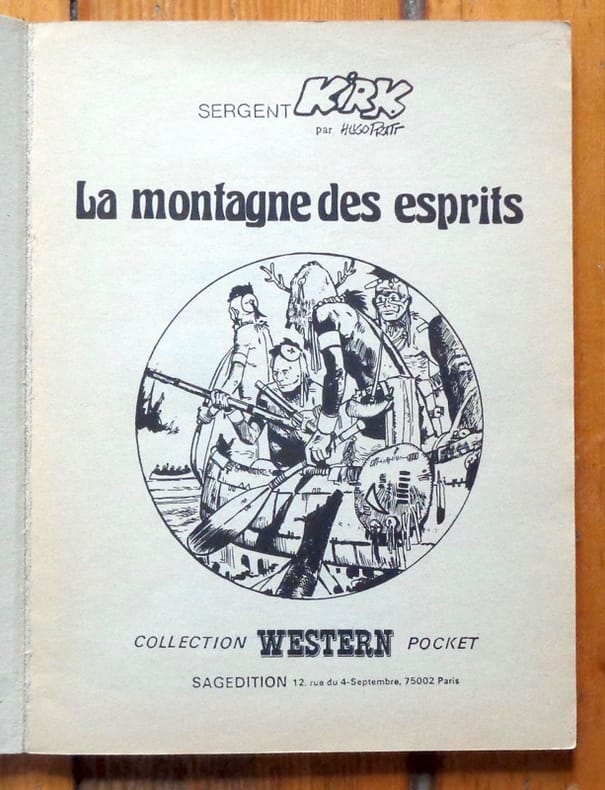 SERGENT KIRK
par HUGO PRATT
La montagne des esprits
COLLECTION WESTERN POCKET
SAGEDITION 12, rue du 4-Septembre, 75002 Paris